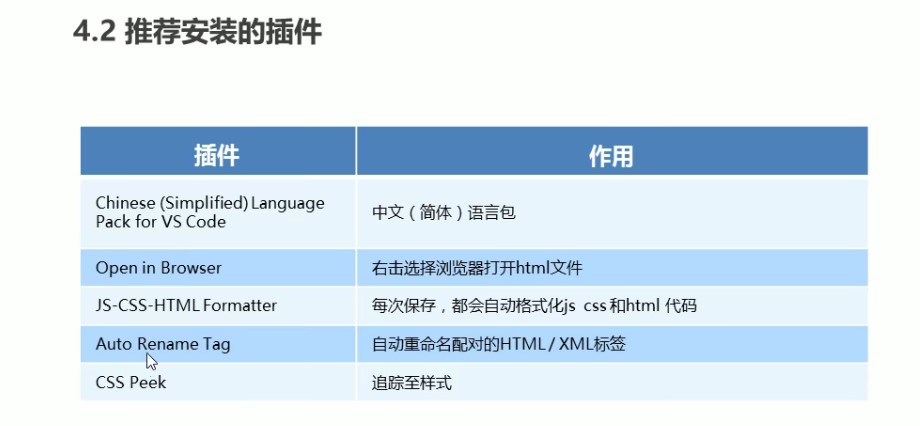 4.2 推荐安装的插件
插件
作用
Chinese (Simplified) Language
Pack for VS Code
中文（简体）语言包
Open in Browser
右击选择浏览器打开html文件
JS-CSS-HTML Formatter
每次保存，都会自动格式化js css和html 代码
Auto Rename Tag
自动重命名配对的HTML / XML标签
CSS Peek
追踪至样式